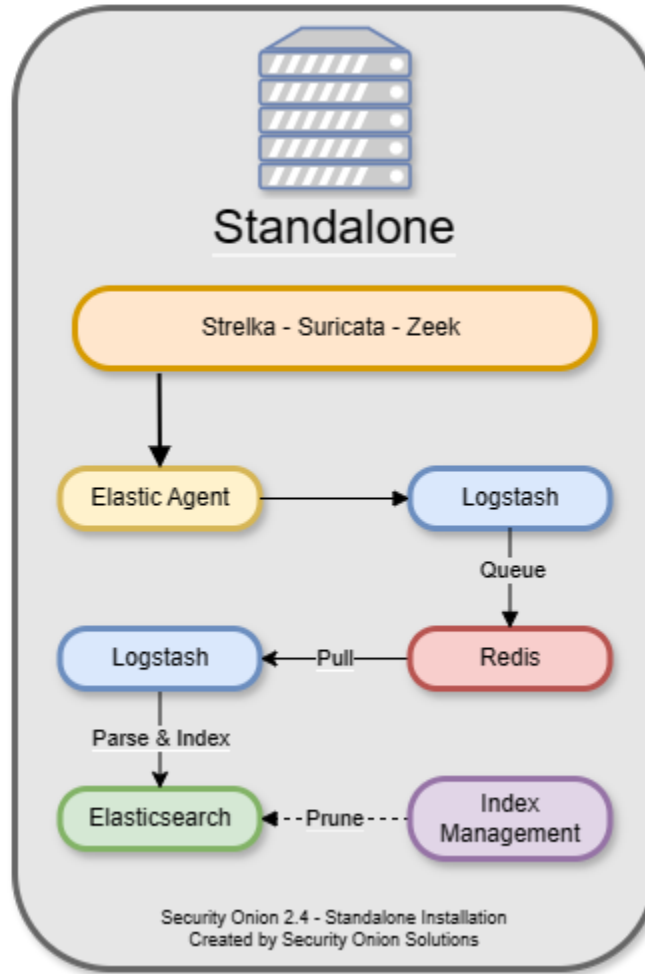 Standalone
Strelka - Suricata - Zeek
Elastic Agent
Logstash
Queue
Logstash
Pull
Redis
Parse & Index
Elasticsearch
Prune
Index
Management
Security Onion 2.4 - Standalone Installation
Created by Security Onion Solutions